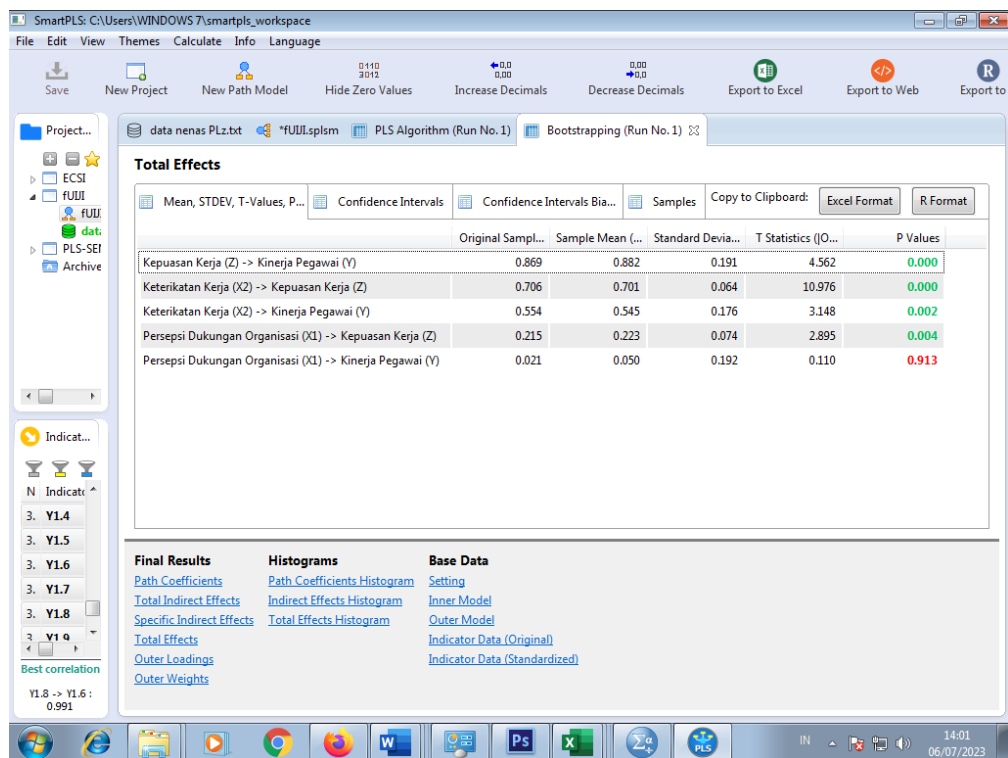 SmartPLS: C:\Users\WINDOWS 7\smartpls_workspace
File Edit View Themes Calculate Info Language
Save New Project New Path Model Hide Zero Values Increase Decimals Decrease Decimals Export to Excel Export to Web Export to
Project...
ECSI
fUIJI
fUIJ
data
PLS-SEM
Archive
data nenas PLz.txt *fUIJI.splsm PLS Algorithm (Run No. 1) Bootstrapping (Run No. 1)
Total Effects
Mean, STDEV, T-Values, P... Confidence Intervals Confidence Intervals Bia... Samples Copy to Clipboard: Excel Format R Format
Original Sampl... Sample Mean (... Standard Devia... T Statistics (|O... P Values
Kepuasan Kerja (Z) -> Kinerja Pegawai (Y) 0.869 0.882 0.191 4.562 0.000
Keterikatan Kerja (X2) -> Kepuasan Kerja (Z) 0.706 0.701 0.064 10.976 0.000
Keterikatan Kerja (X2) -> Kinerja Pegawai (Y) 0.554 0.545 0.176 3.148 0.002
Persepsi Dukungan Organisasi (X1) -> Kepuasan Kerja (Z) 0.215 0.223 0.074 2.895 0.004
Persepsi Dukungan Organisasi (X1) -> Kinerja Pegawai (Y) 0.021 0.050 0.192 0.110 0.913
Indicat...
N Indicato
3. Y1.4
3. Y1.5
3. Y1.6
3. Y1.7
3. Y1.8
3. Y1.9
Best correlation
Y1.8 -> Y1.6 :
0.991
Final Results Histograms Base Data
Path Coefficients Path Coefficients Histogram Setting
Total Indirect Effects Indirect Effects Histogram Inner Model
Specific Indirect Effects Total Effects Histogram Outer Model
Total Effects Indicator Data (Original)
Outer Loadings Indicator Data (Standardized)
Outer Weights
IN 14:01
06/07/2023